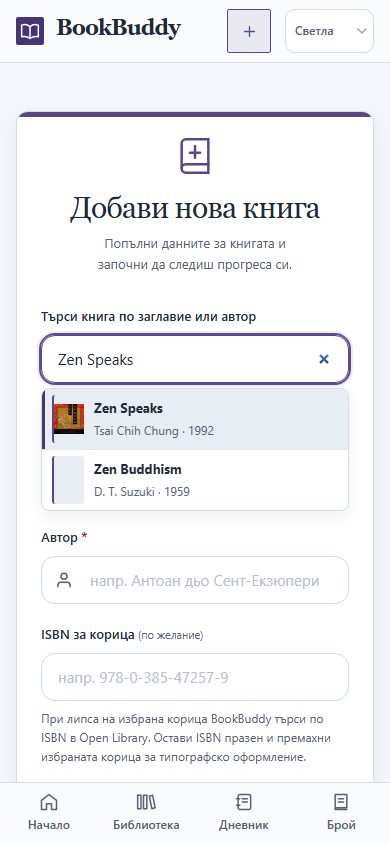 BookBuddy
Светла
Добави нова книга
Попълни данните за книгата и
започни да следиш прогреса си.
Търси книга по заглавие или автор
Zen Speaks
Zen Speaks
Tsai Chih Chung · 1992
Zen Buddhism
D. T. Suzuki · 1959
Автор *
напр. Антоан дьо Сент-Екзюпери
ISBN за корица (по желание)
напр. 978-0-385-47257-9
При липса на избрана корица BookBuddy търси по
ISBN в Open Library. Остави ISBN празен и премахни
избраната корица за типографско оформление.
Начало
Библиотека
Дневник
Брой